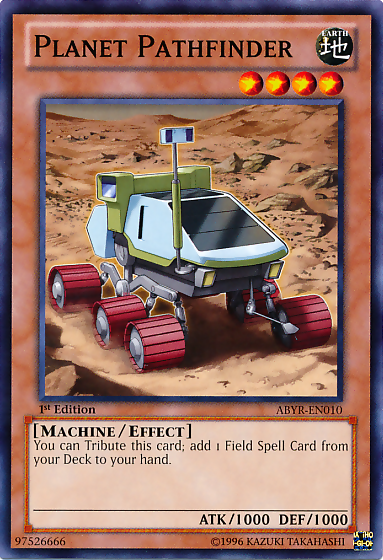 PLANET PATHFINDER
EARTH
地
1st Edition
ABYR-EN010
[MACHINE / EFFECT]
You can Tribute this card; add 1 Field Spell Card from
your Deck to your hand.
ATK/1000 DEF/1000
97526666
©1996 KAZUKI TAKAHASHI